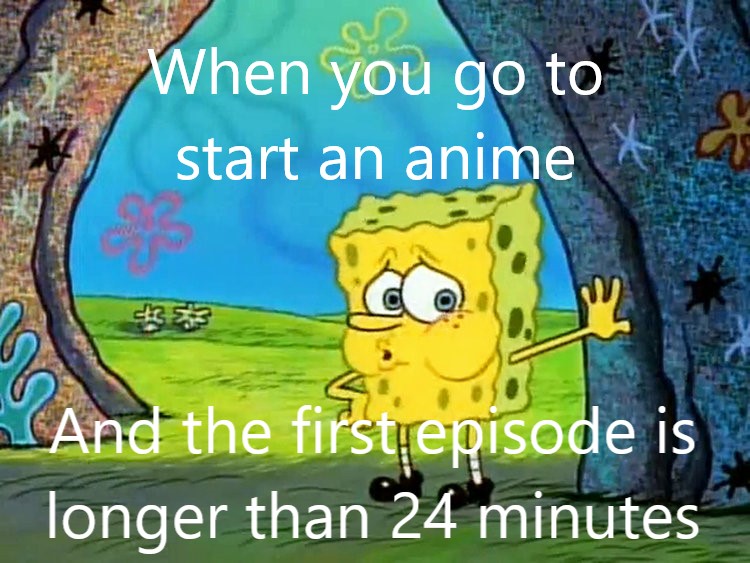 When you go to
start an anime
And the first episode is
longer than 24 minutes